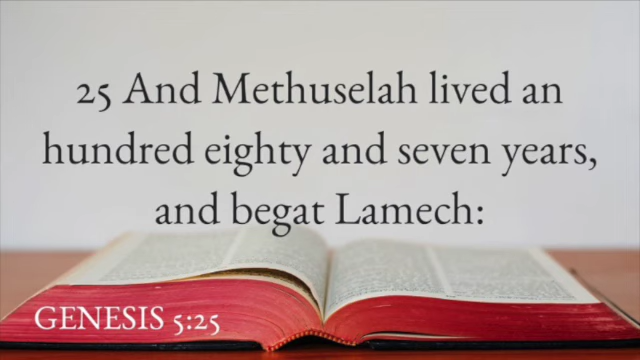 25 And Methuselah lived an
hundred eighty and seven years,
and begat Lamech:
GENESIS 5:25